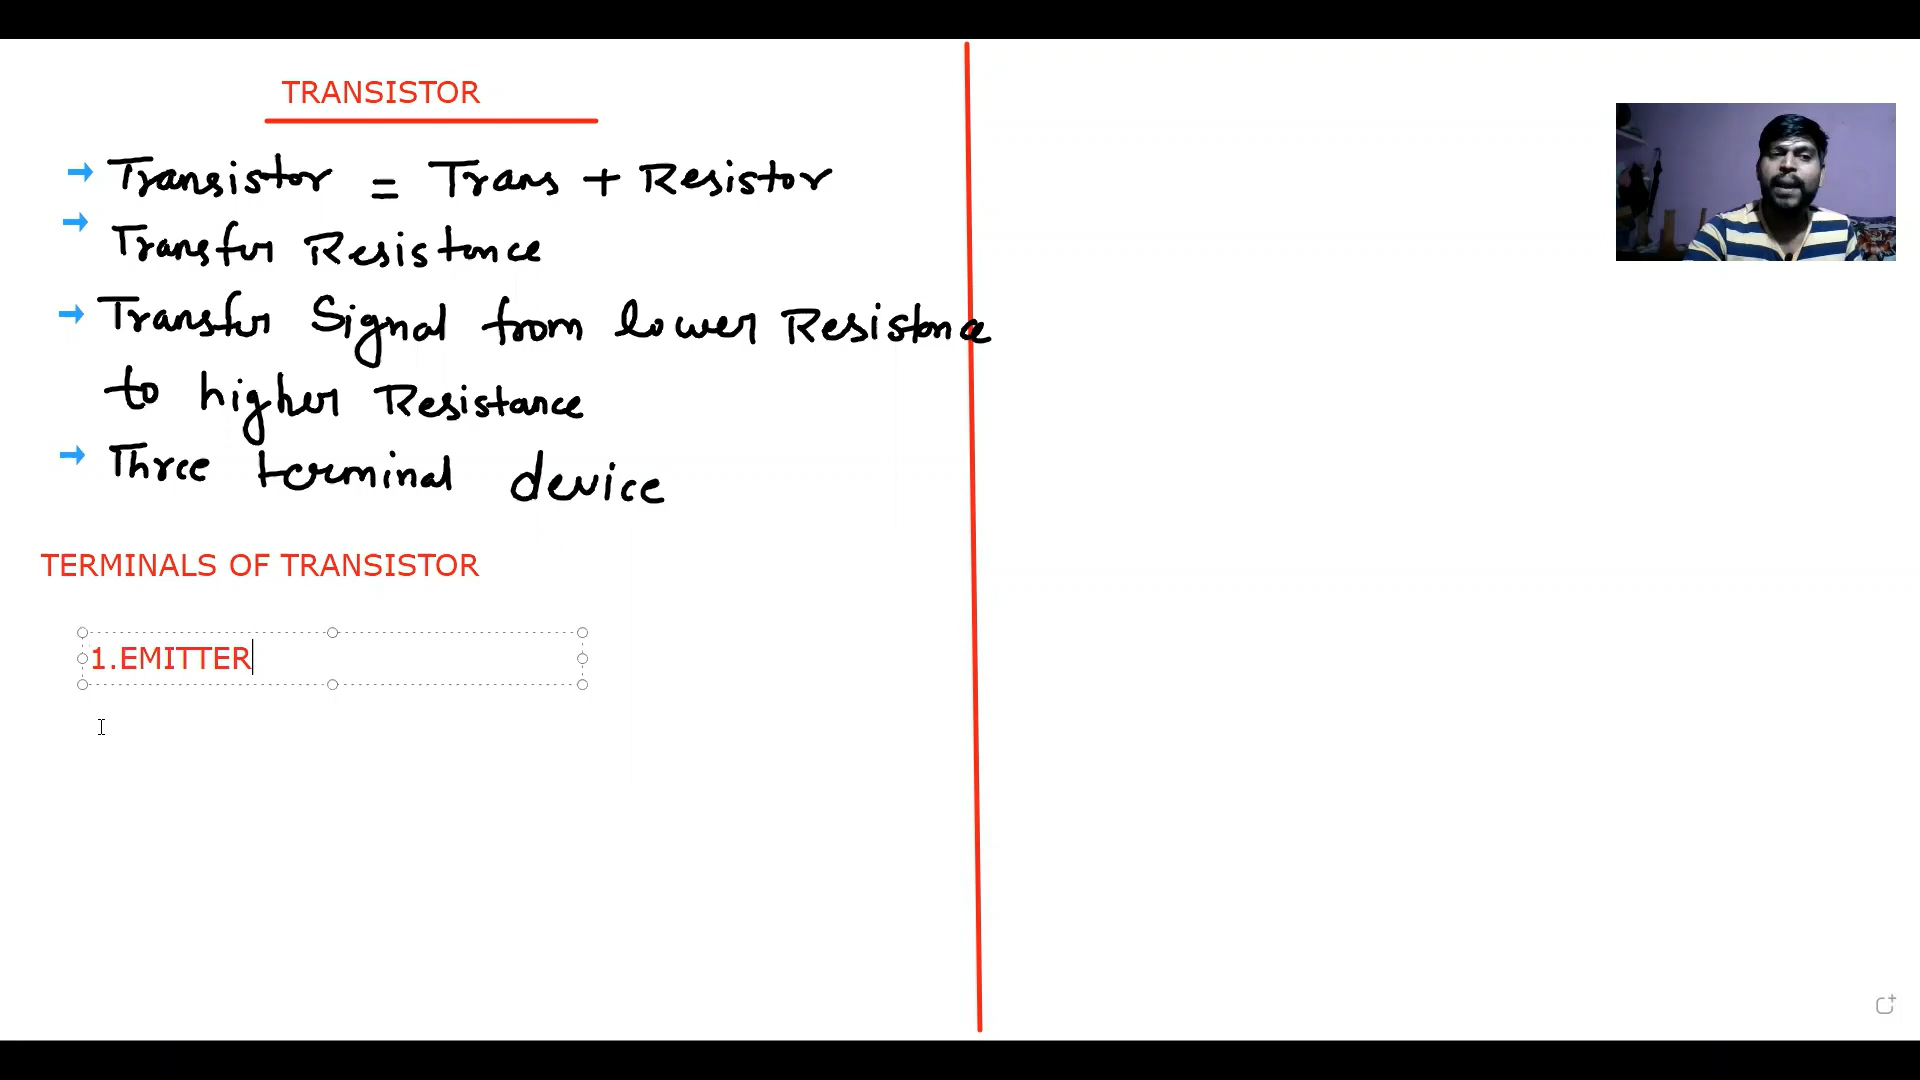 TRANSISTOR
→ Transistor = Trans + Resistor
→ Transfer Resistance
→ Transfer Signal from lower Resistance
to higher Resistance
→ Three terminal device
TERMINALS OF TRANSISTOR
1.EMITTER